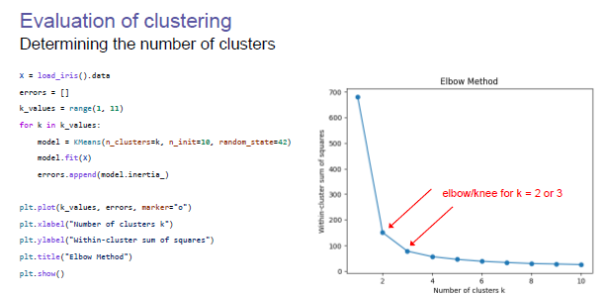 Evaluation of clustering
Determining the number of clusters
X = load_iris().data
errors = []
k_values = range(1, 11)
for k in k_values:
model = KMeans(n_clusters=k, n_init=10, random_state=42)
model.fit(X)
errors.append(model.inertia_)
plt.plot(k_values, errors, marker="o")
plt.xlabel("Number of clusters k")
plt.ylabel("Within-cluster sum of squares")
plt.title("Elbow Method")
plt.show()
Elbow Method
Within-cluster sum of squares
700
600
500
400
300
200
100
0
elbow/knee for k = 2 or 3
2 4 6 8 10
Number of clusters k